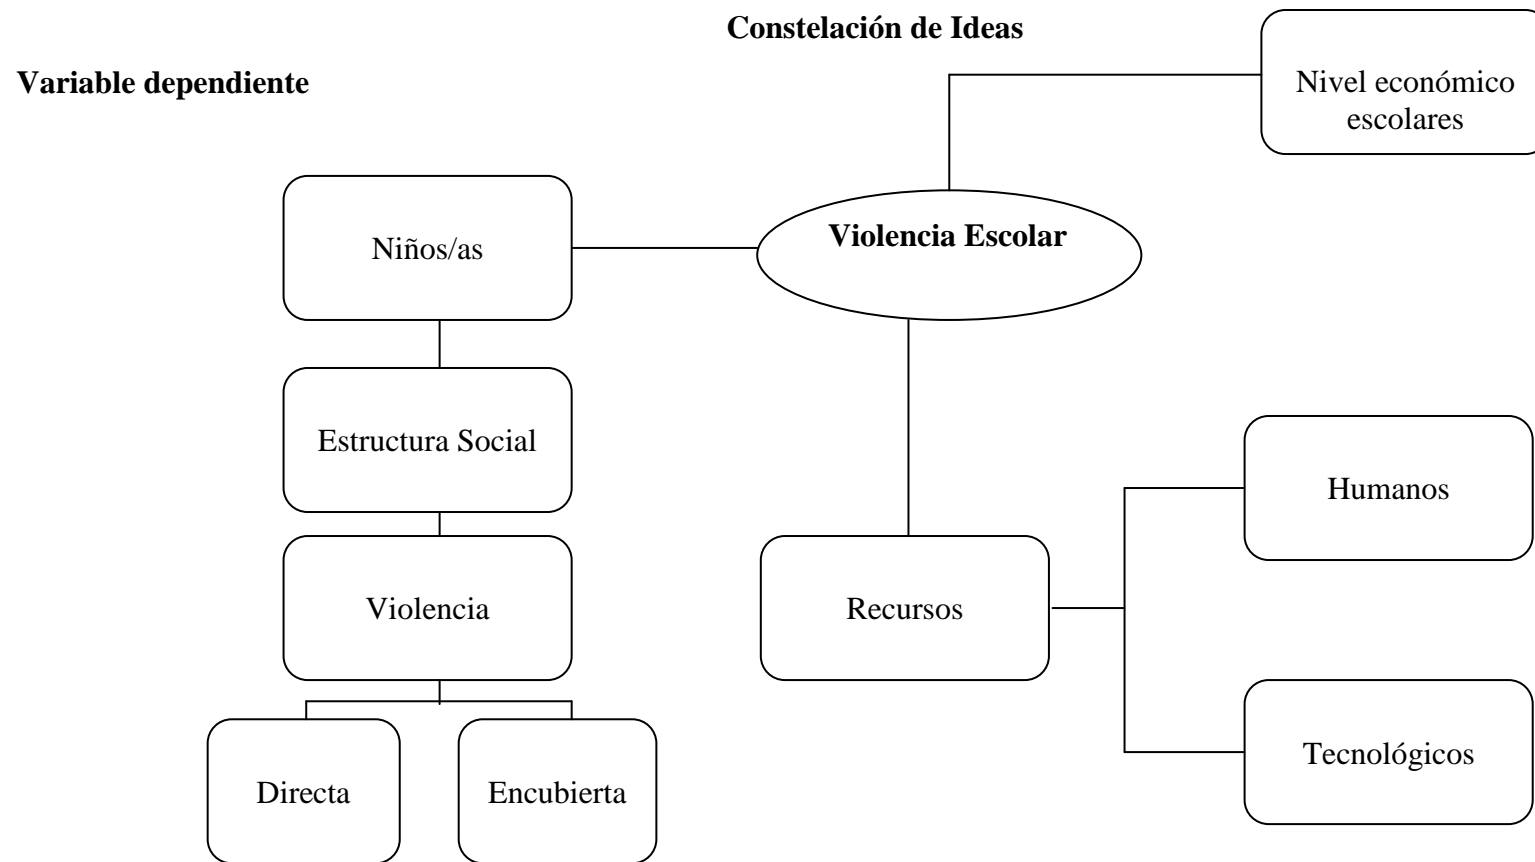 Constelación de Ideas
Variable dependiente
Nivel económico
escolares
Niños/as
Violencia Escolar
Estructura Social
Humanos
Violencia
Recursos
Tecnológicos
Directa
Encubierta